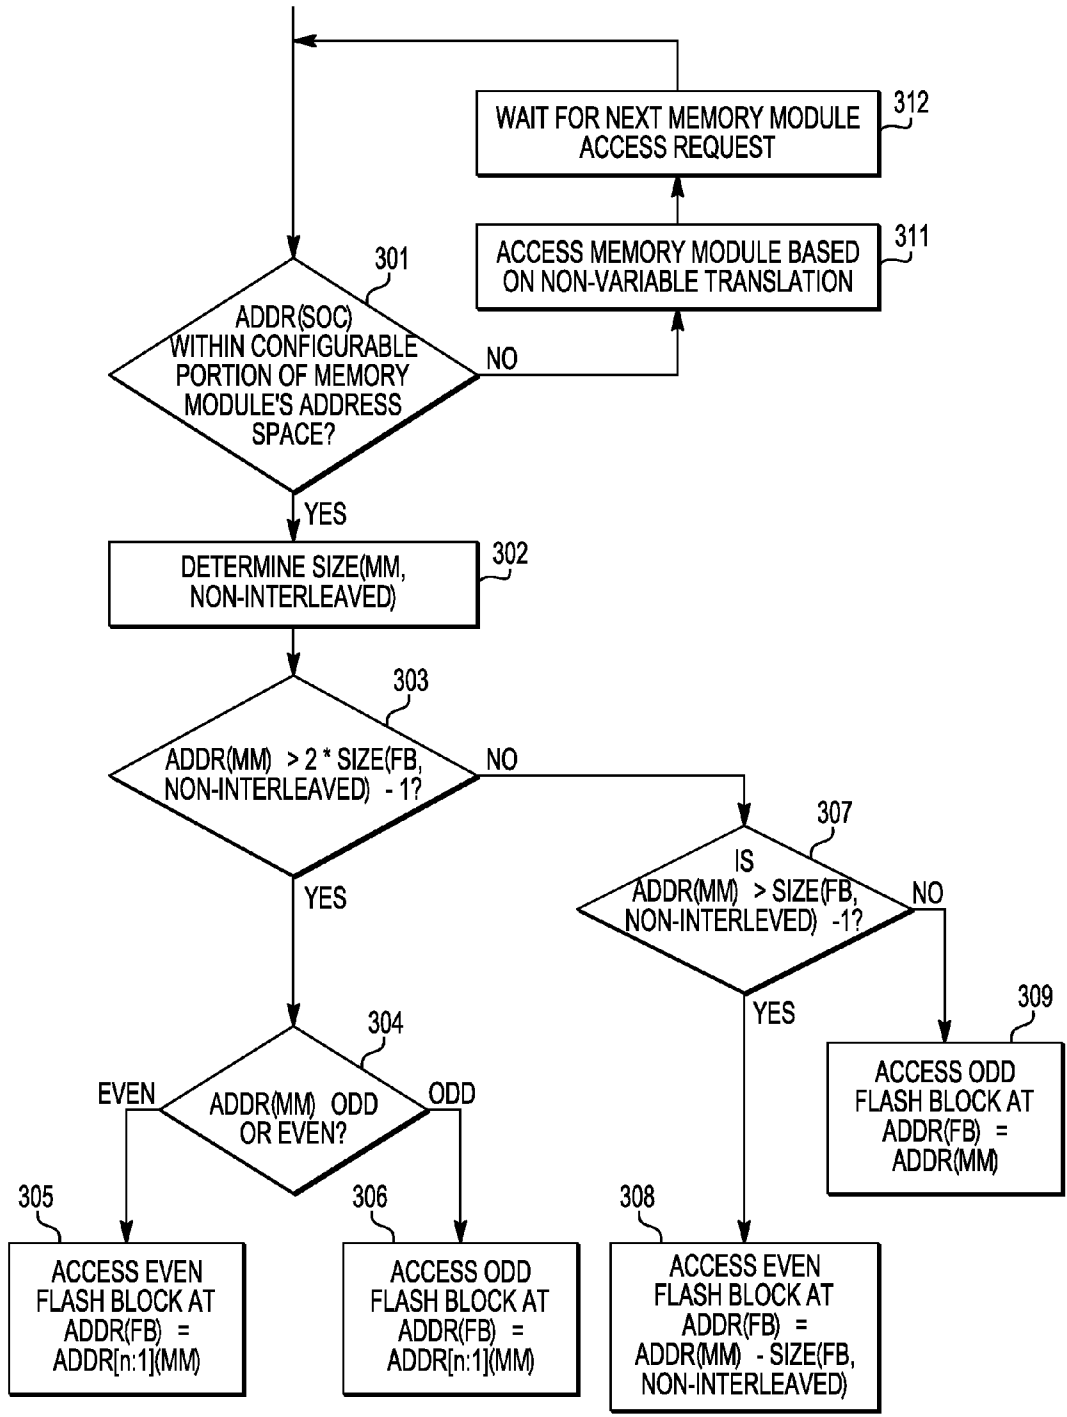 WAIT FOR NEXT MEMORY MODULE
ACCESS REQUEST
312
ACCESS MEMORY MODULE BASED
ON NON-VARIABLE TRANSLATION
311
301
ADDR(SOC)
WITHIN CONFIGURABLE
PORTION OF MEMORY
MODULE'S ADDRESS
SPACE?
NO
YES
302
DETERMINE SIZE(MM,
NON-INTERLEAVED)
303
ADDR(MM) > 2 * SIZE(FB,
NON-INTERLEAVED) - 1?
NO
YES
307
IS
ADDR(MM) > SIZE(FB,
NON-INTERLEVED) -1?
NO
YES
304
ADDR(MM) ODD
OR EVEN?
EVEN
ODD
309
ACCESS ODD
FLASH BLOCK AT
ADDR(FB) =
ADDR(MM)
305
ACCESS EVEN
FLASH BLOCK AT
ADDR(FB) =
ADDR[n:1](MM)
306
ACCESS ODD
FLASH BLOCK AT
ADDR(FB) =
ADDR[n:1](MM)
308
ACCESS EVEN
FLASH BLOCK AT
ADDR(FB) =
ADDR(MM) - SIZE(FB,
NON-INTERLEAVED)